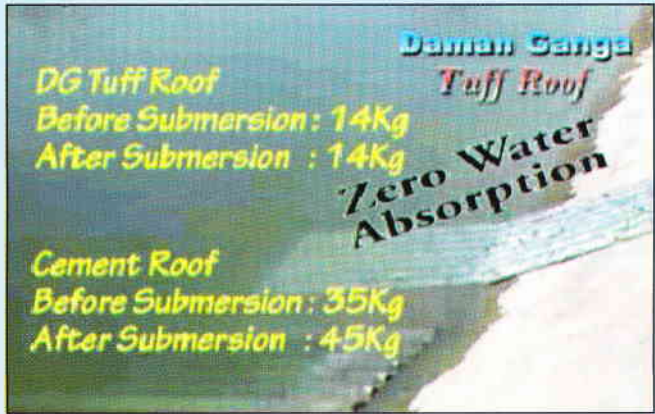 Daman Ganga
Tuff Roof
DG Tuff Roof
Before Submersion : 14Kg
After Submersion : 14Kg
Zero Water
Absorption
Cement Roof
Before Submersion : 35Kg
After Submersion : 45Kg